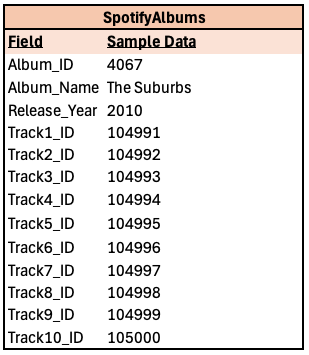 SpotifyAlbums
Field Sample Data
Album_ID 4067
Album_Name The Suburbs
Release_Year 2010
Track1_ID 104991
Track2_ID 104992
Track3_ID 104993
Track4_ID 104994
Track5_ID 104995
Track6_ID 104996
Track7_ID 104997
Track8_ID 104998
Track9_ID 104999
Track10_ID 105000